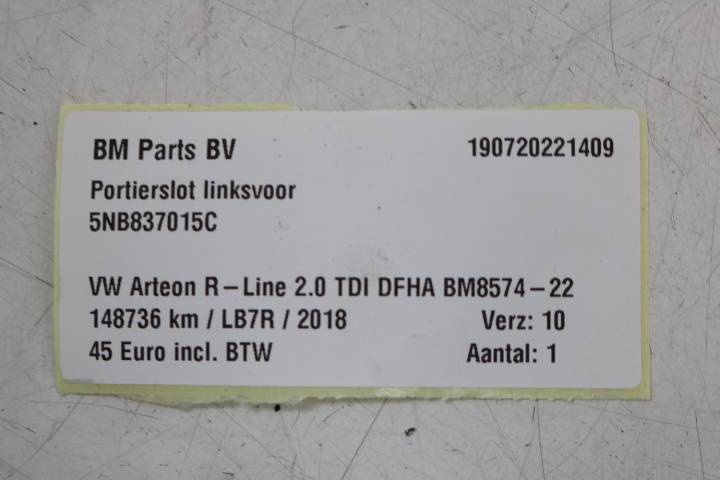 BM Parts BV 190720221409
Portierslot linksvoor
5NB837015C
VW Arteon R-Line 2.0 TDI DFHA BM8574-22
148736 km / LB7R / 2018 Verz: 10
45 Euro incl. BTW Aantal: 1